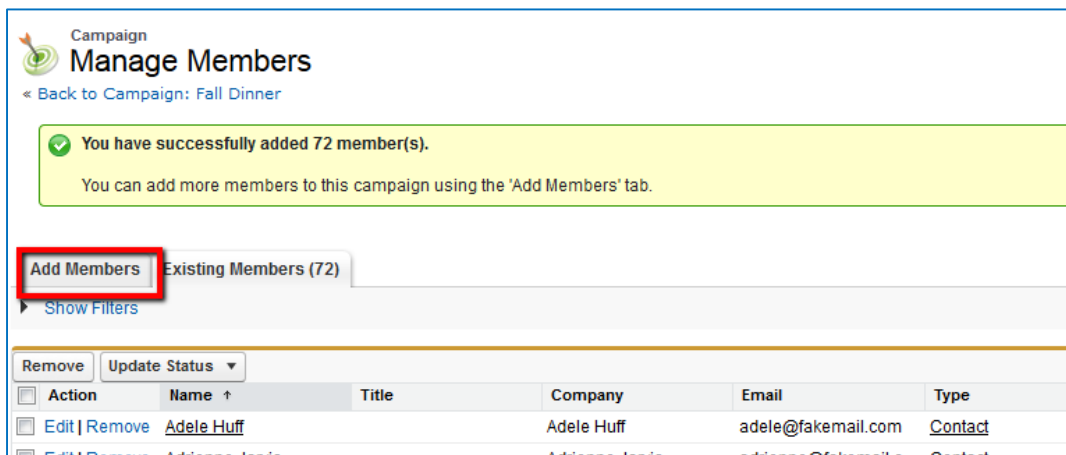 Campaign
Manage Members
« Back to Campaign: Fall Dinner
You have successfully added 72 member(s).
You can add more members to this campaign using the 'Add Members' tab.
Add Members Existing Members (72)
Show Filters
Remove Update Status
Action Name ↑ Title Company Email Type
Edit | Remove Adele Huff Adele Huff adele@fakemail.com Contact